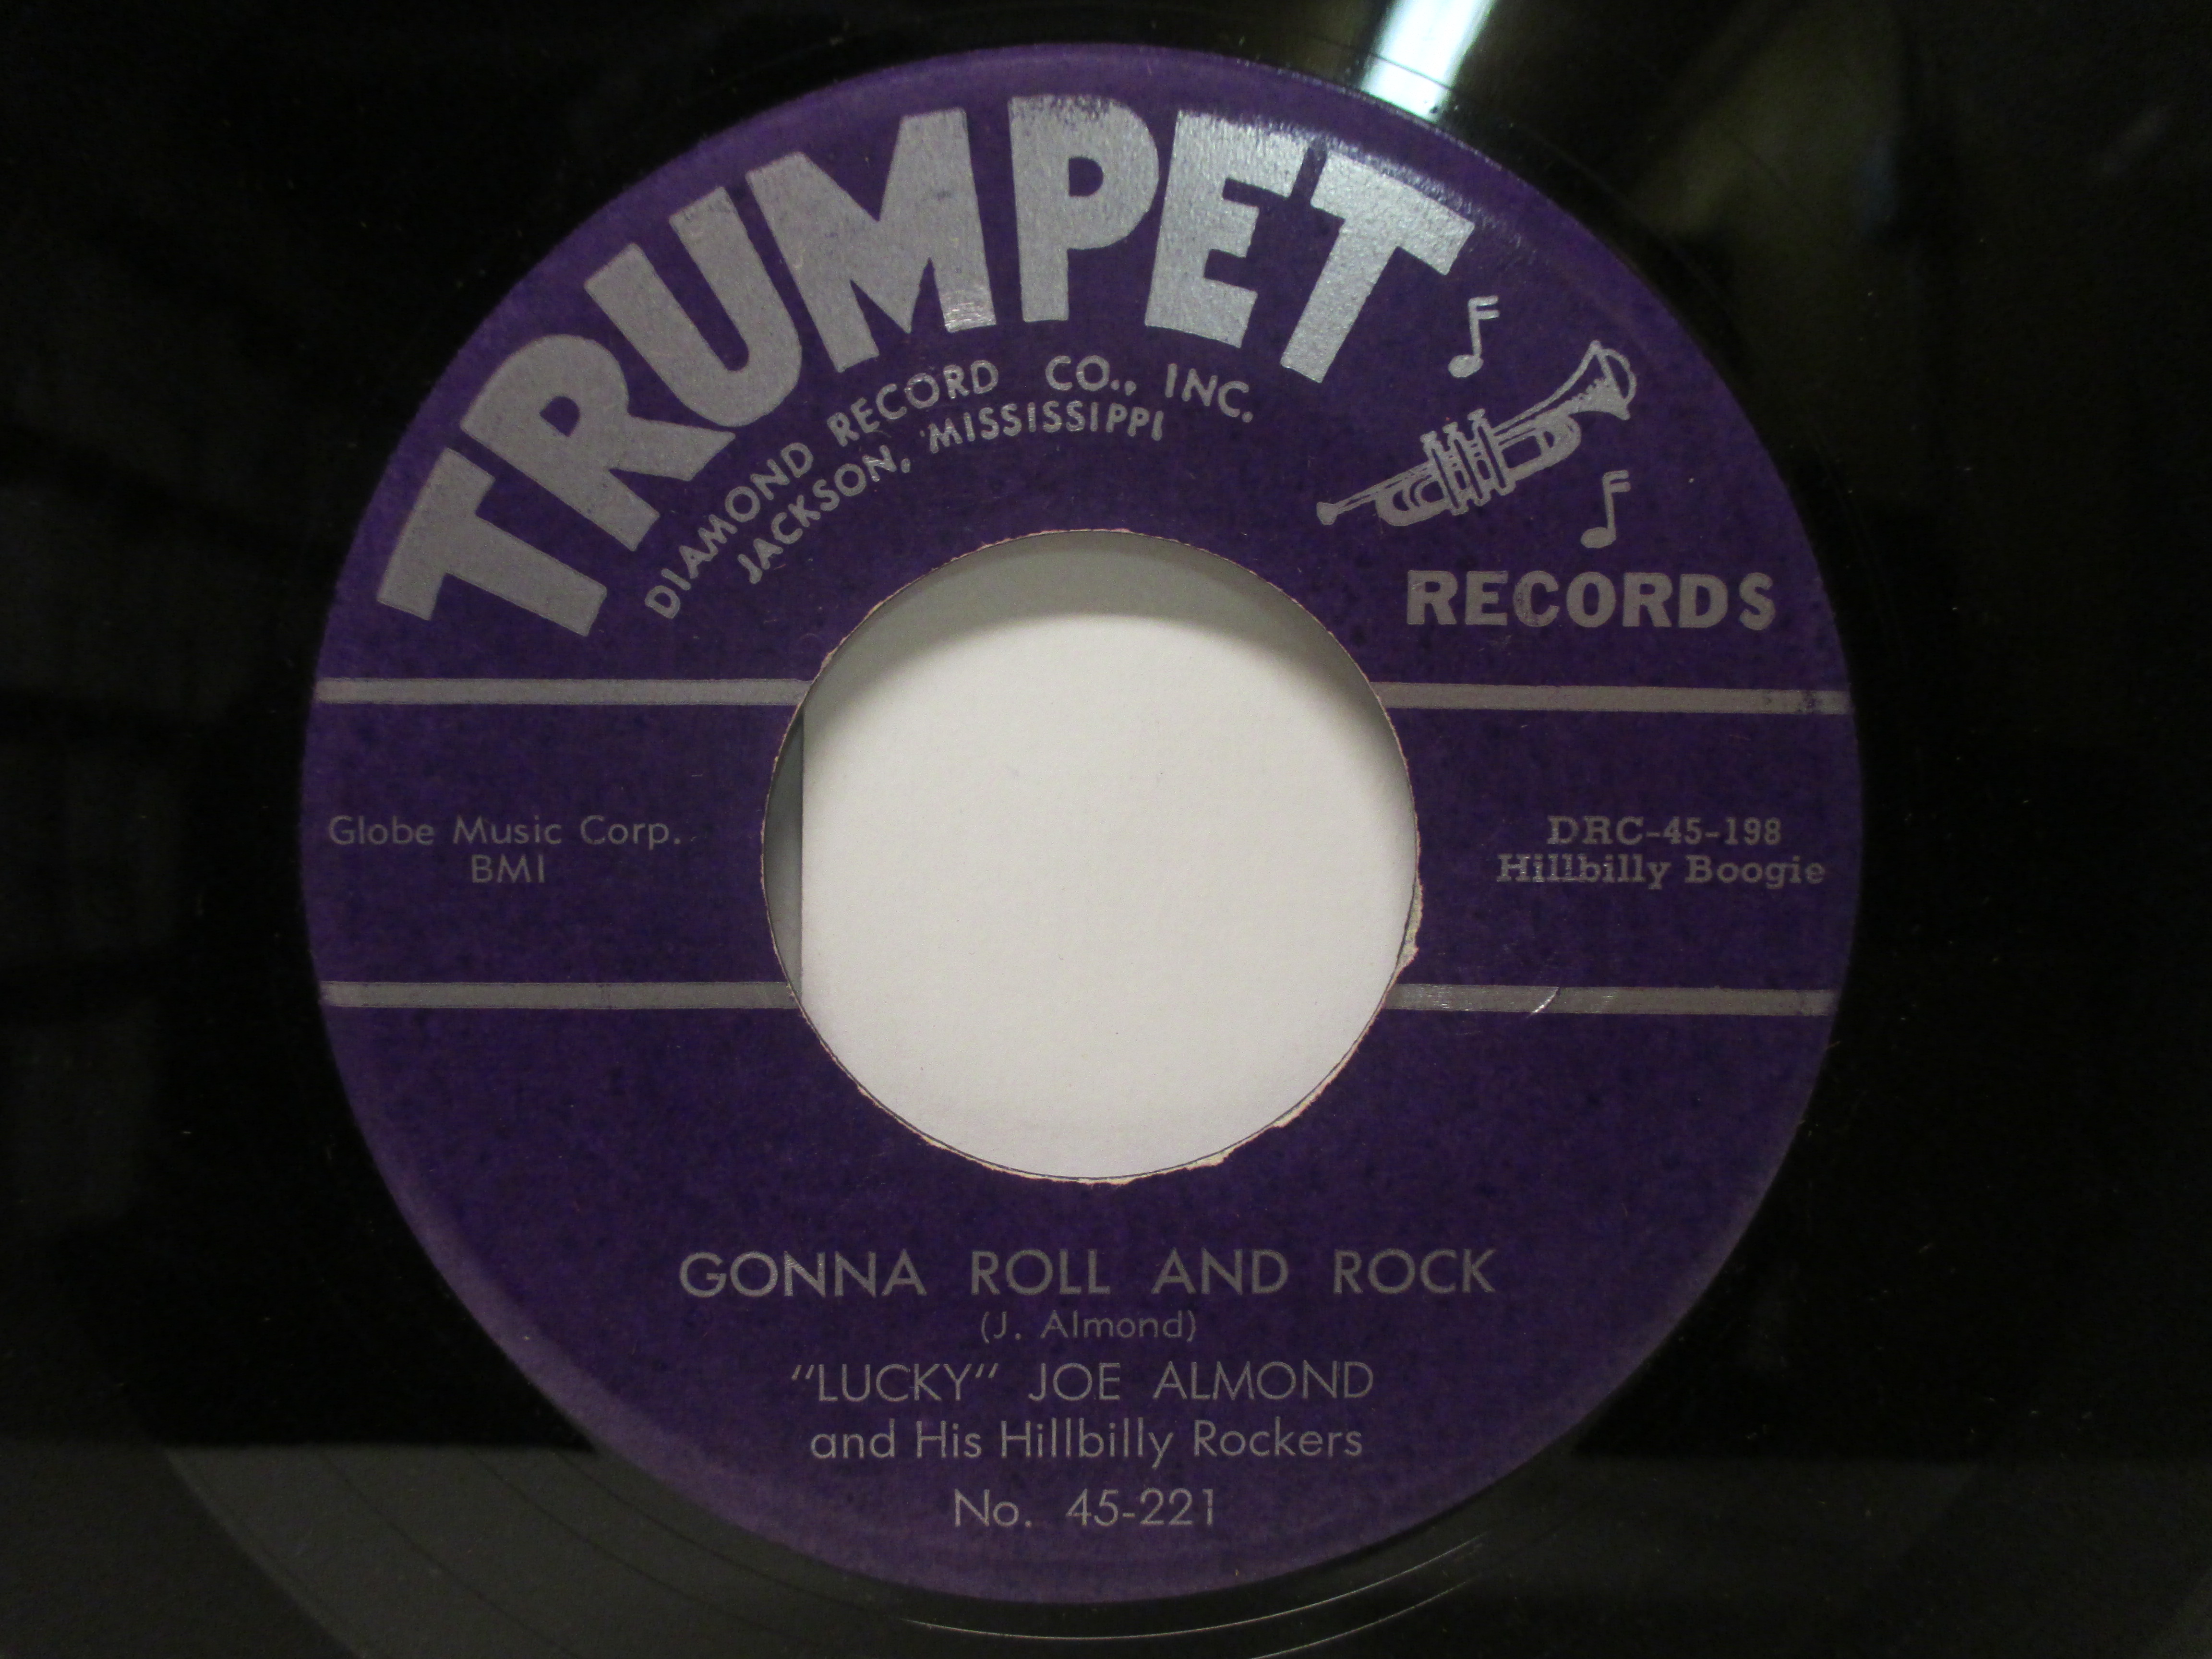 TRUMPET
DIAMOND RECORD CO., INC.
JACKSON, MISSISSIPPI
RECORDS
Globe Music Corp.
BMI
DRC-45-198
Hillbilly Boogie
GONNA ROLL AND ROCK
(J. Almond)
"LUCKY" JOE ALMOND
and His Hillbilly Rockers
No. 45-221